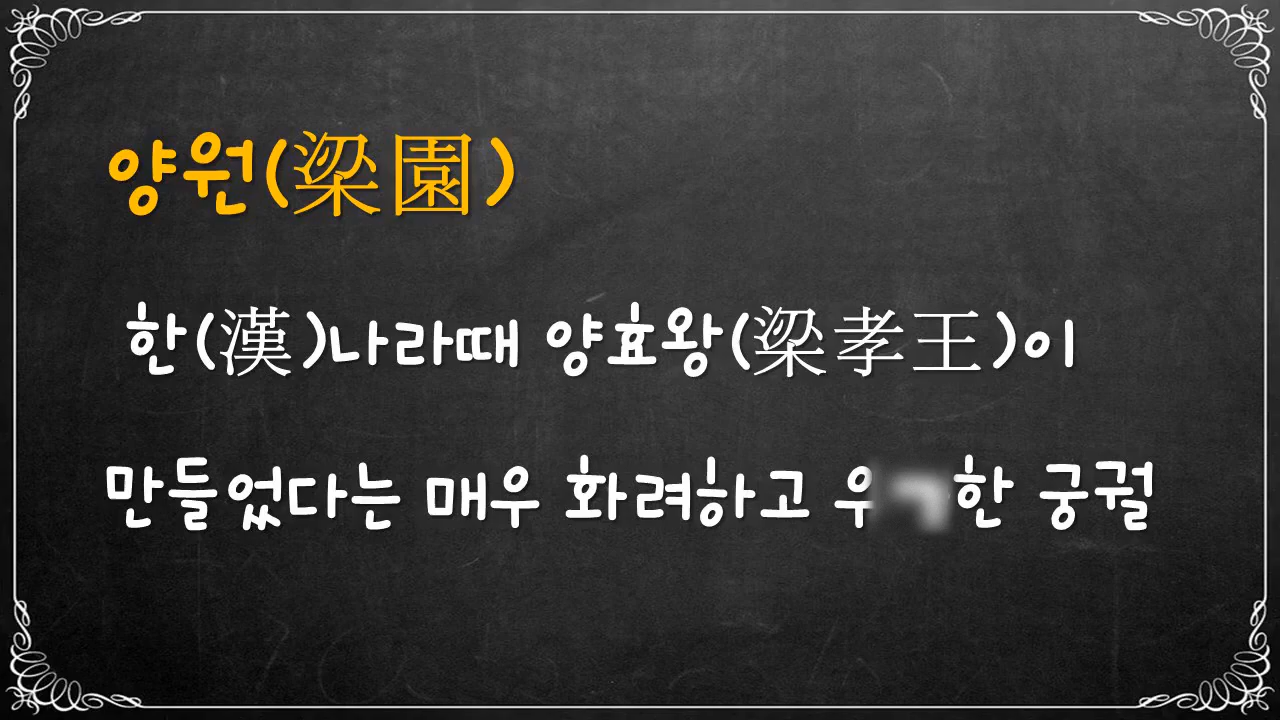 양원(梁園)
한(漢)나라때 양효왕(梁孝王)이
만들었다는 매우 화려하고 궁궐